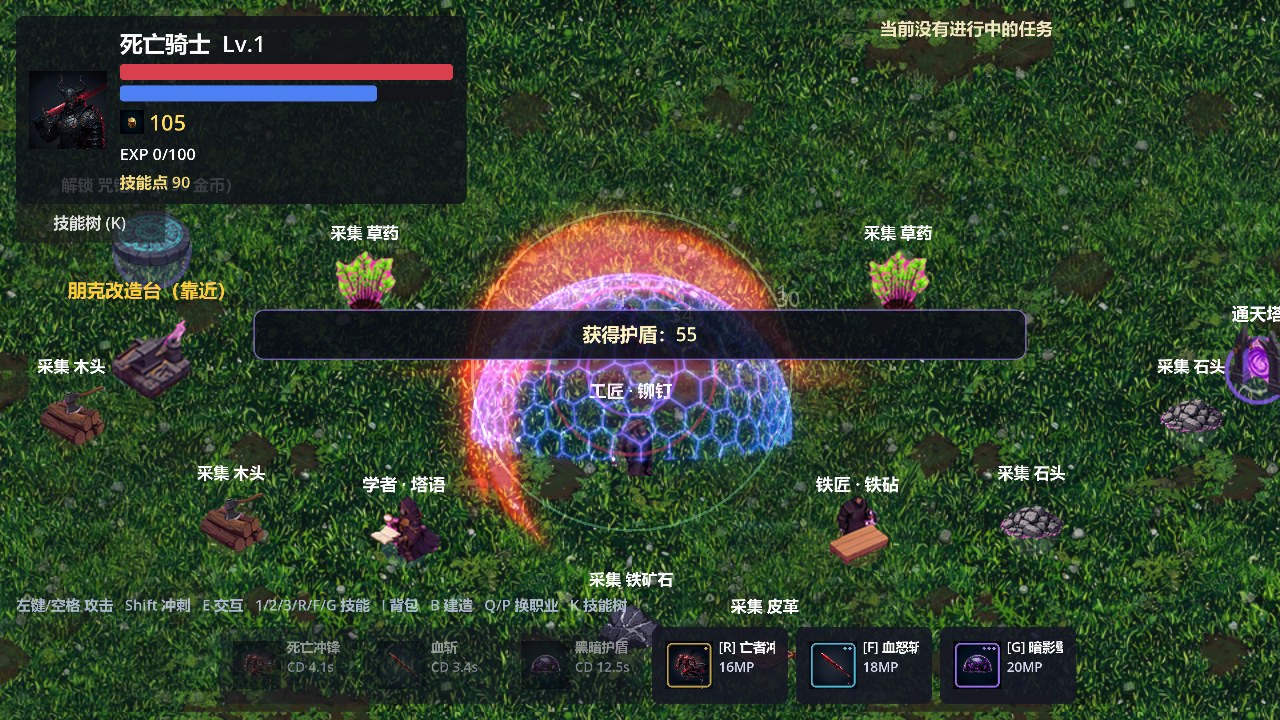 死亡骑士 Lv.1
当前没有进行中的任务
105
EXP 0/100
技能点 90
解锁 咒
金币）
技能树 (K)
采集 草药
采集 草药
朋克改造台（靠近）
获得护盾：55
通天塔
采集 木头
采集 石头
工匠 · 铆钉
采集 木头
学者 · 塔语
铁匠 · 铁砧
采集 石头
采集 铁矿石
左键/空格 攻击 Shift 冲刺 E 交互 1/2/3/R/F/G 技能 I 背包 B 建造 Q/P 换职业 K 技能树
采集 皮革
死亡冲锋
CD 4.1s
血斩
CD 3.4s
黑暗护盾
CD 12.5s
[R] 亡者冲
16MP
[F] 血怒斩
18MP
[G] 暗影
20MP